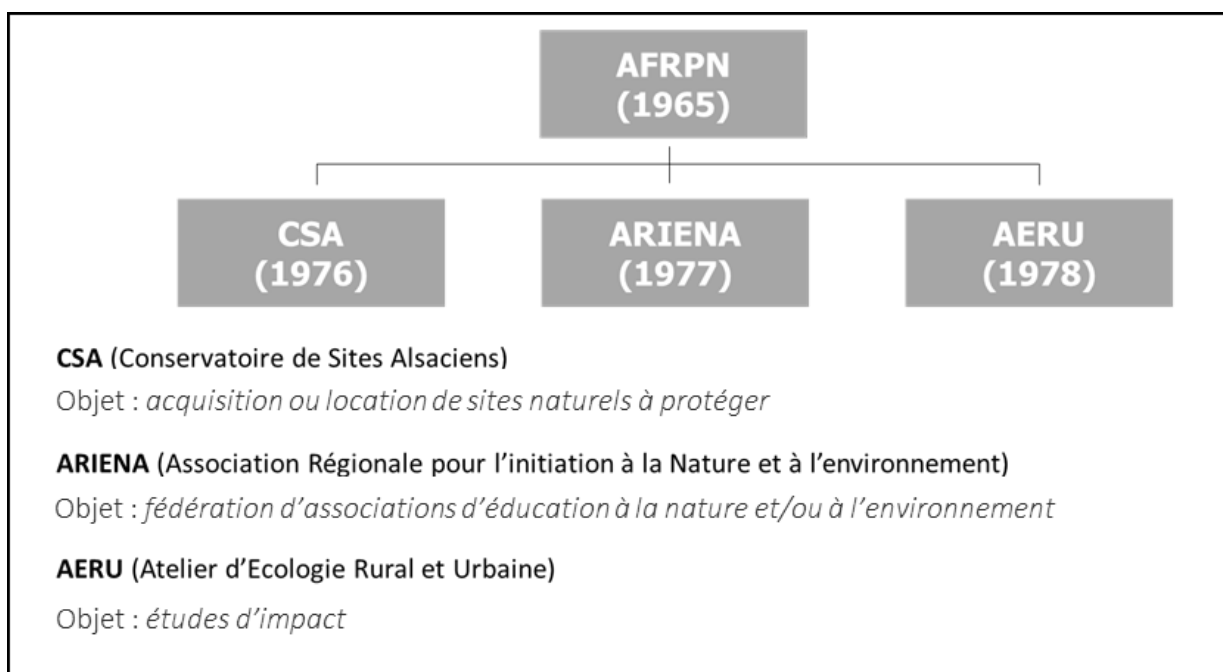 AFRPN
(1965)
CSA
(1976)
ARIENA
(1977)
AERU
(1978)
CSA (Conservatoire de Sites Alsaciens)
Objet : acquisition ou location de sites naturels à protéger
ARIENA (Association Régionale pour l’initiation à la Nature et à l’environnement)
Objet : fédération d’associations d’éducation à la nature et/ou à l’environnement
AERU (Atelier d’Ecologie Rural et Urbaine)
Objet : études d’impact